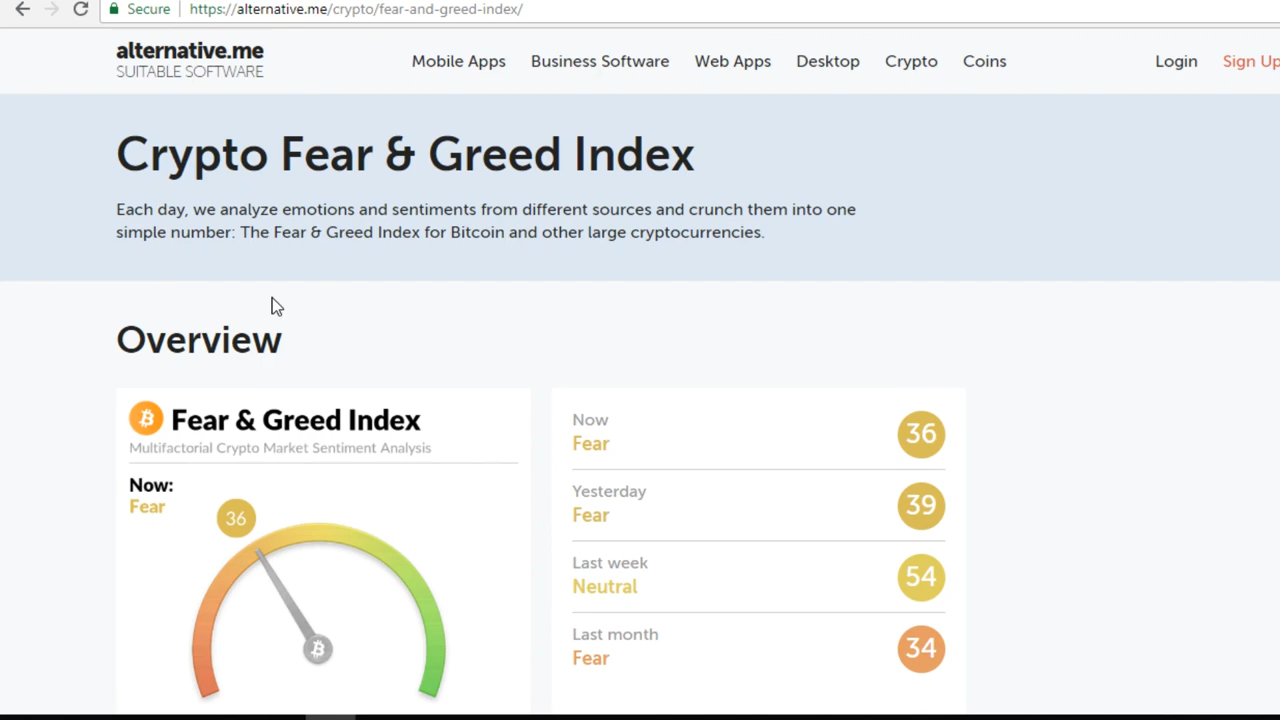 Secure https://alternative.me/crypto/fear-and-greed-index/
alternative.me
SUITABLE SOFTWARE
Mobile Apps Business Software Web Apps Desktop Crypto Coins Login Sign Up
Crypto Fear & Greed Index
Each day, we analyze emotions and sentiments from different sources and crunch them into one
simple number: The Fear & Greed Index for Bitcoin and other large cryptocurrencies.
Overview
Fear & Greed Index
Multifactorial Crypto Market Sentiment Analysis
Now:
Fear
36
Now
Fear
36
Yesterday
Fear
39
Last week
Neutral
54
Last month
Fear
34